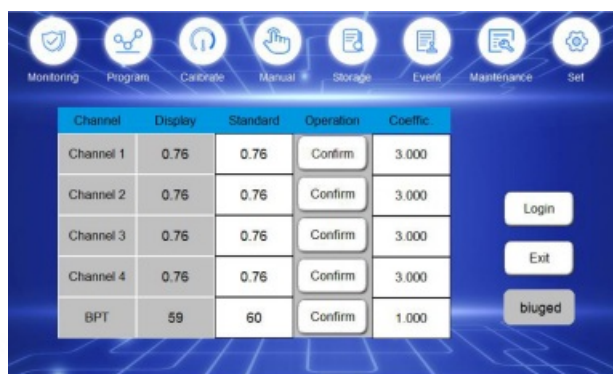 Monitoring Program Calibrate Manual Storage Event Maintenance Set
Channel Display Standard Operation Coeffic
Channel 1 0.76 0.76 Confirm 3.000
Channel 2 0.76 0.76 Confirm 3.000
Channel 3 0.76 0.76 Confirm 3.000
Channel 4 0.76 0.76 Confirm 3.000
BPT 59 60 Confirm 1.000
Login
Exit
biuged